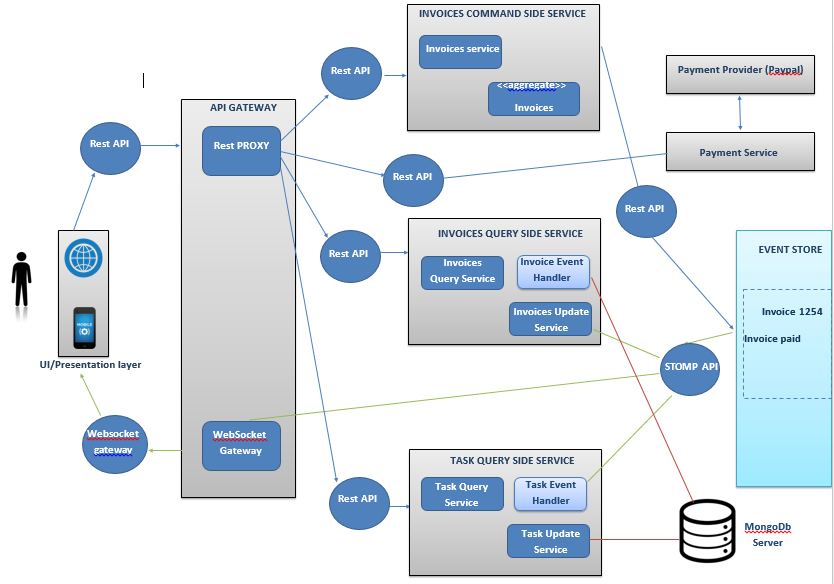 INVOICES COMMAND SIDE SERVICE
Invoices service
<<aggregate>>
Invoices
Rest API
Payment Provider (Paypal)
Payment Service
API GATEWAY
Rest PROXY
Rest API
Rest API
Rest API
INVOICES QUERY SIDE SERVICE
Invoices
Query Service
Invoice Event
Handler
Invoices Update
Service
Rest API
EVENT STORE
Invoice 1254
Invoice paid
STOMP API
UI/Presentation layer
MOBILE
Websocket
gateway
WebSocket
Gateway
TASK QUERY SIDE SERVICE
Task Query
Service
Task Event
Handler
Task Update
Service
Rest API
MongoDb
Server